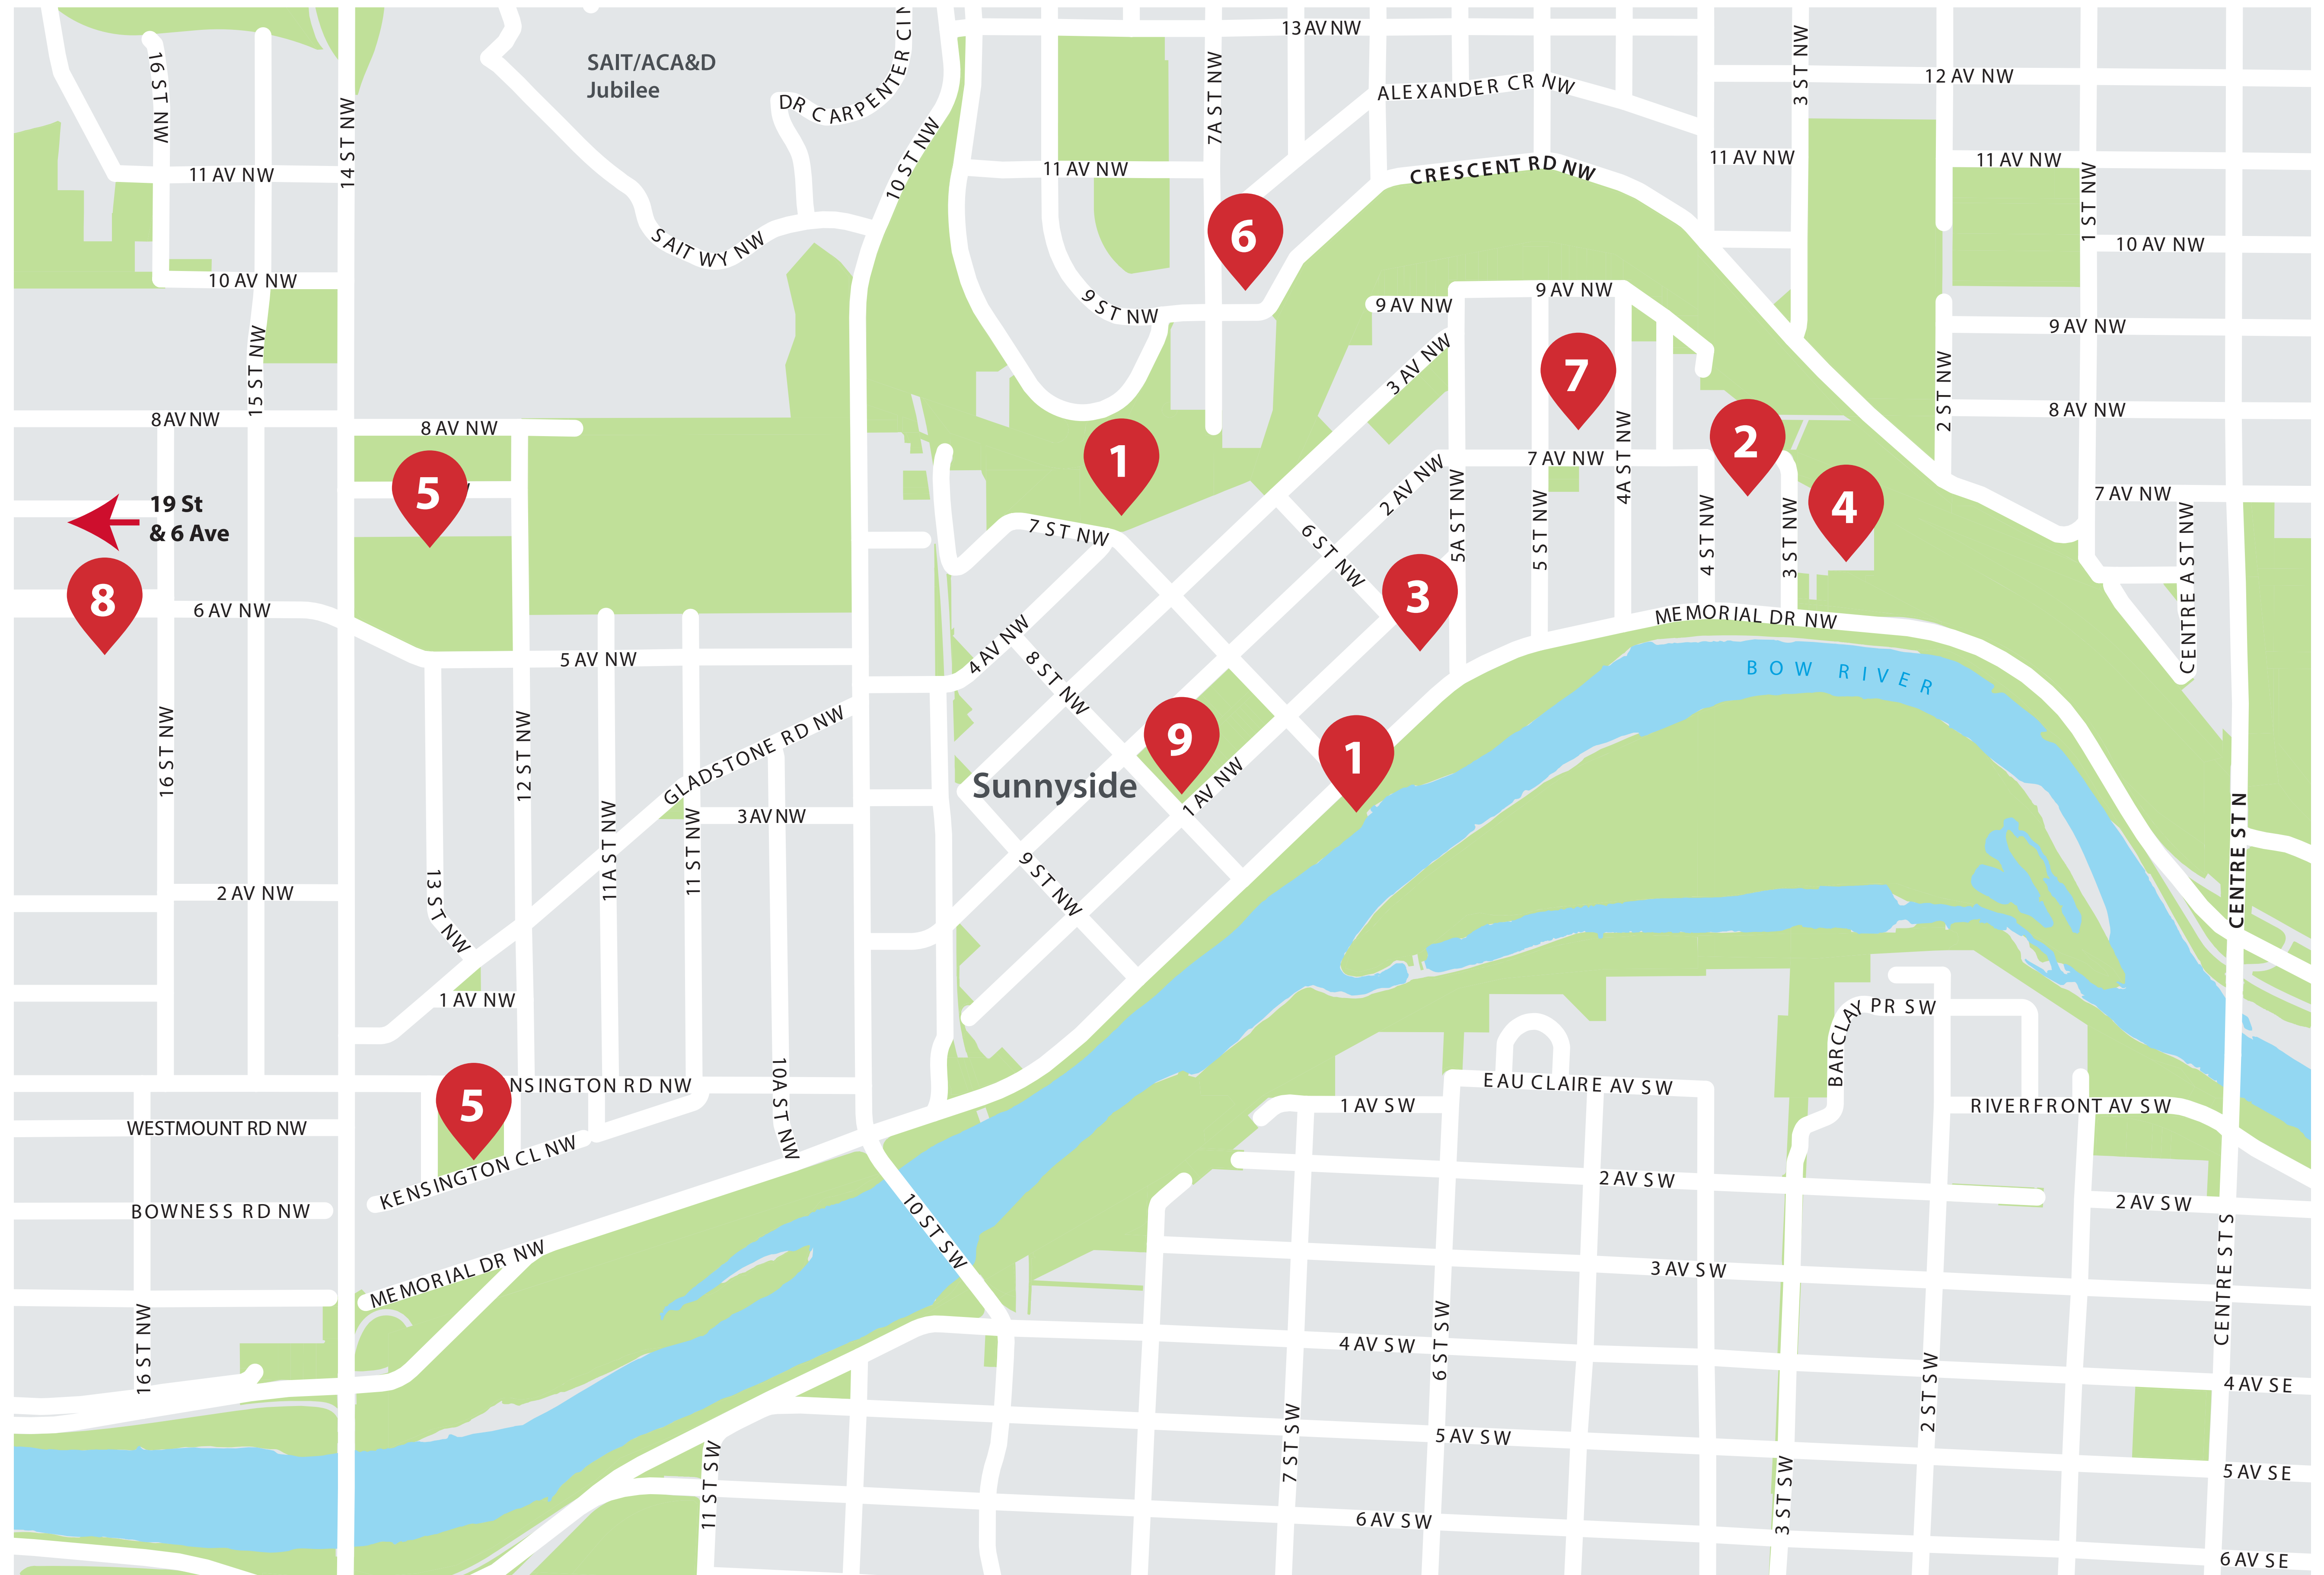 13 AV NW
16 ST NW
SAIT/ACA&D
Jubilee
DR CARPENTER CI
7A ST NW
ALEXANDER CR NW
3 ST NW
12 AV NW
14 ST NW
10 ST NW
11 AV NW
11 AV NW
CRESCENT RD NW
11 AV NW
11 AV NW
1 ST NW
6
SAIT WY NW
10 AV NW
10 AV NW
9 ST NW
9 AV NW
9 AV NW
9 AV NW
15 ST NW
3 AV NW
7
2 ST NW
8 AV NW
8 AV NW
8 AV NW
1
2
4A ST NW
7 AV NW
2 AV NW
5
7 AV NW
19 St
& 6 Ave
4
7 ST NW
6 ST NW
5A ST NW
5 ST NW
4 ST NW
3 ST NW
CENTRE A ST NW
8
6 AV NW
3
MEMORIAL DR NW
4 AV NW
5 AV NW
8 ST NW
BOW RIVER
16 ST NW
12 ST NW
GLADSTONE RD NW
9
1
Sunnyside
1 AV NW
3 AV NW
11A ST NW
11 ST NW
CENTRE ST N
13 ST NW
2 AV NW
9 ST NW
1 AV NW
BARCLAY PR SW
5
NSINGTON RD NW
10A ST NW
EAU CLAIRE AV SW
1 AV SW
RIVERFRONT AV SW
WESTMOUNT RD NW
KENSINGTON CL NW
2 AV SW
2 AV SW
BOWNESS RD NW
10 ST SW
MEMORIAL DR NW
3 AV SW
CENTRE ST S
16 ST NW
4 AV SW
6 ST SW
2 ST SW
4 AV SE
7 ST SW
5 AV SW
11 ST SW
3 ST SW
5 AV SE
6 AV SW
6 AV SE